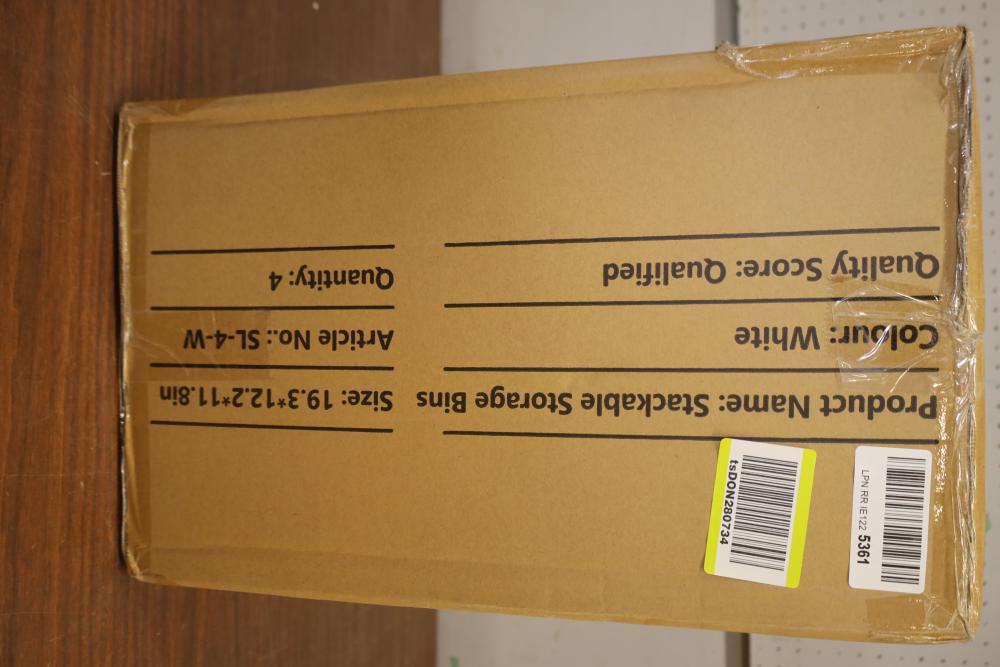 Product Name: Stackable Storage Bins
Size: 19.3*12.2*11.8in
Colour: White
Article No.: SL-4-W
Quality Score: Qualified
Quantity: 4
tsDON280734
LPN RR IE122 5361